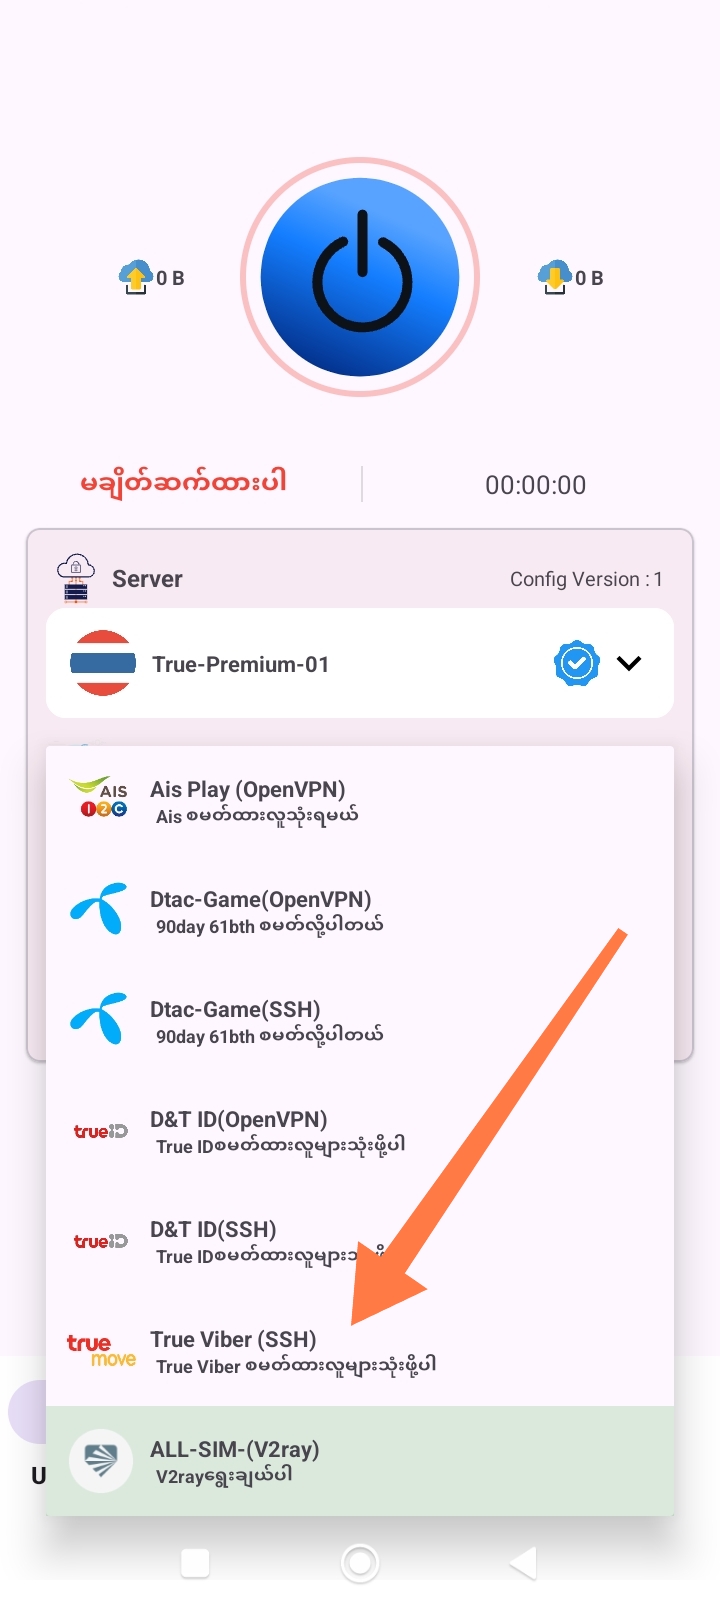 0 B
0 B
မချိတ်ဆက်ထားပါ
00:00:00
Server
Config Version : 1
True-Premium-01
AIS
12C
Ais Play (OpenVPN)
Ais စမတ်ထားလူသုံးရမယ်
Dtac-Game(OpenVPN)
90day 61bth စမတ်လို့ပါတယ်
Dtac-Game(SSH)
90day 61bth စမတ်လို့ပါတယ်
trueID
D&T ID(OpenVPN)
True IDစမတ်ထားလူများသုံးဖို့ပါ
trueID
D&T ID(SSH)
True IDစမတ်ထားလူများ
true
move
True Viber (SSH)
True Viber စမတ်ထားလူများသုံးဖို့ပါ
ALL-SIM-(V2ray)
V2rayရွေးချယ်ပါ
U